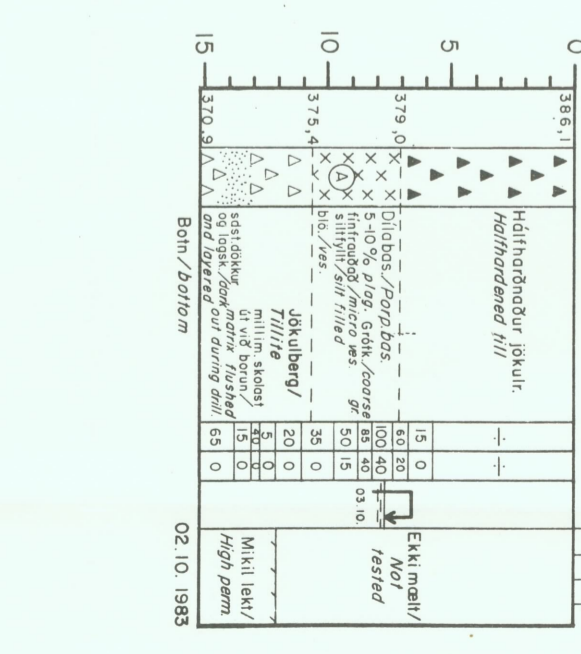 0
5
10
15
386,1
379,0
375,4
370,9
A
Hálfharðnaður jökulr.
Halfhardened till
Dílabas./Porp.bas.
5-10% plag. Grótk./coarse
fínfrauðað/micro ves. gr.
siltfyllt/silt filled
blö./ves.
Jökulberg/
Tillite
millim. skolast
út við borun/
sdst.dökkur
og lagsk./dark matrix flushed
and layered out during drill.
Botn/bottom
÷ ÷
15 0
60 20
100 40
85 40
50 15
35 0
20 0
5 0
40 0
15 0
65 0
03.10.
Ekki mælt/
Not
tested
Mikil lekt/
High perm.
02.10.1983